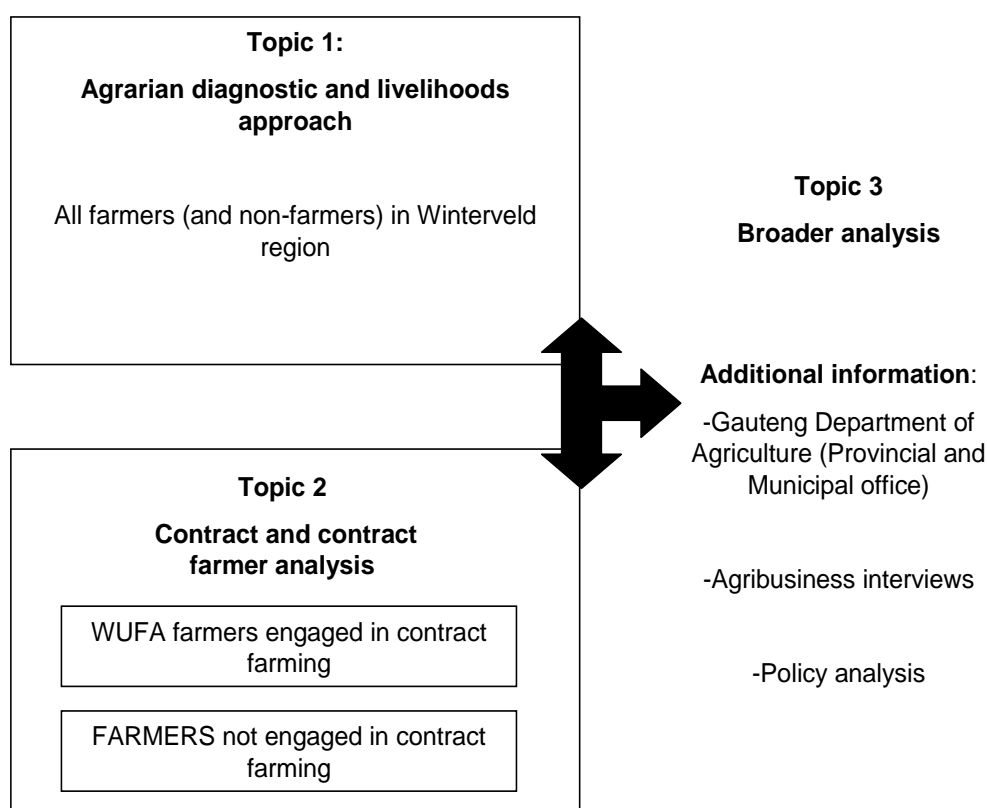 Topic 1:
Agrarian diagnostic and livelihoods
approach
All farmers (and non-farmers) in Winterveld
region
Topic 2
Contract and contract
farmer analysis
WUFA farmers engaged in contract
farming
FARMERS not engaged in contract
farming
Topic 3
Broader analysis
Additional information:
-Gauteng Department of
Agriculture (Provincial and
Municipal office)
-Agribusiness interviews
-Policy analysis